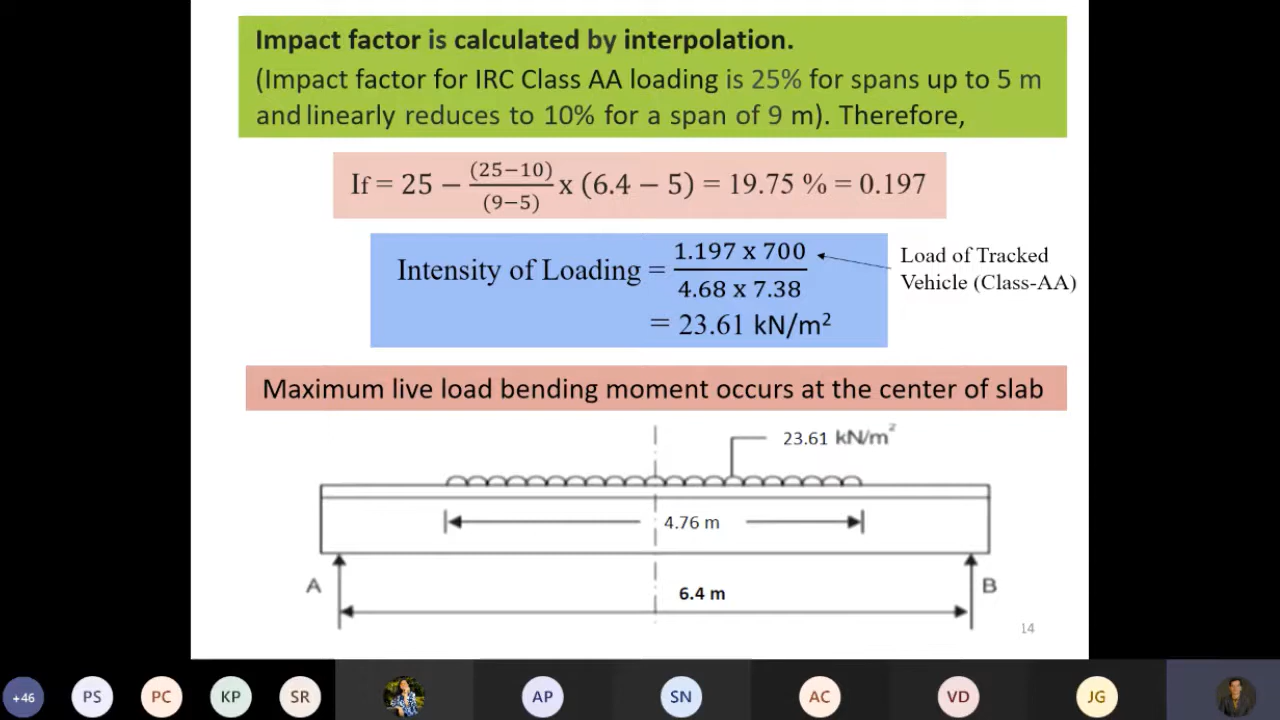 Impact factor is calculated by interpolation.
(Impact factor for IRC Class AA loading is 25% for spans up to 5 m
and linearly reduces to 10% for a span of 9 m). Therefore,
If = 25 − (25−10)/(9−5) x (6.4 − 5) = 19.75 % = 0.197
Intensity of Loading = 1.197 x 700 / 4.68 x 7.38
= 23.61 kN/m²
Load of Tracked
Vehicle (Class-AA)
Maximum live load bending moment occurs at the center of slab
23.61 kN/m²
4.76 m
A
B
6.4 m
14
+46
PS
PC
KP
SR
AP
SN
AC
VD
JG